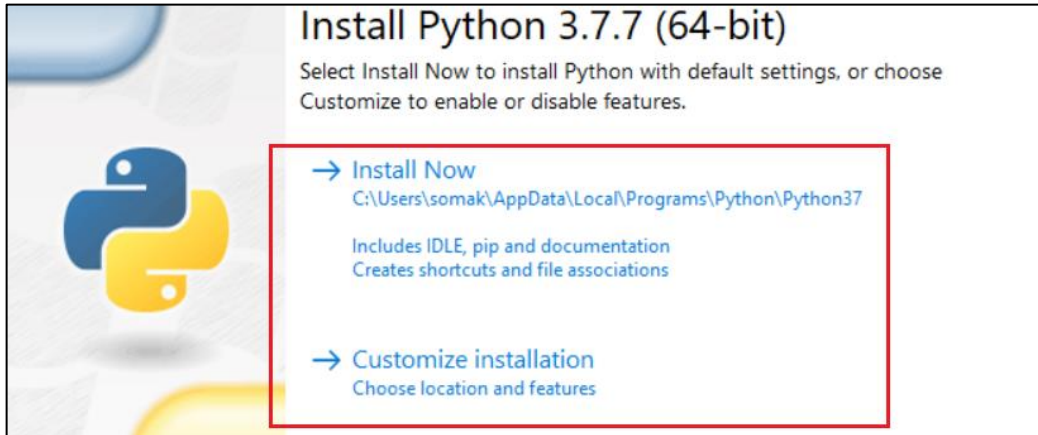 Install Python 3.7.7 (64-bit)
Select Install Now to install Python with default settings, or choose
Customize to enable or disable features.
→ Install Now
C:\Users\somak\AppData\Local\Programs\Python\Python37
Includes IDLE, pip and documentation
Creates shortcuts and file associations
→ Customize installation
Choose location and features